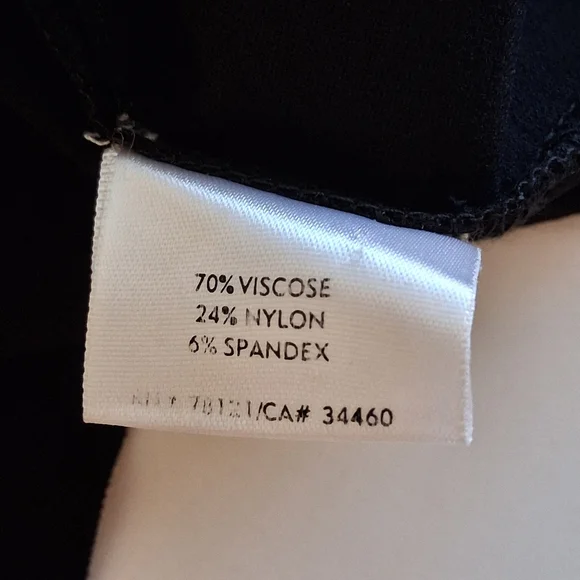 70% VISCOSE
24% NYLON
6% SPANDEX
/CA# 34460